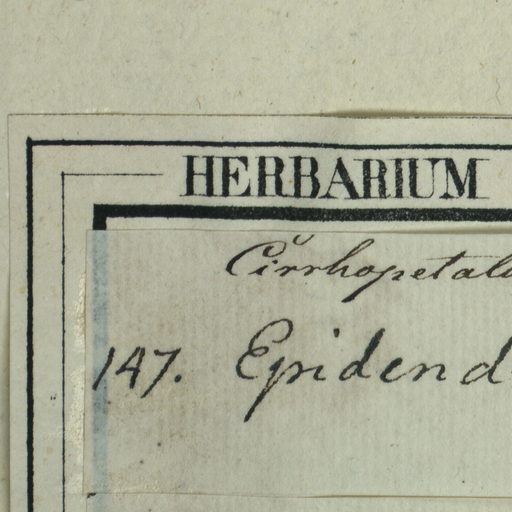 HERBARIUM
Cirrhopetal
147. Epidend